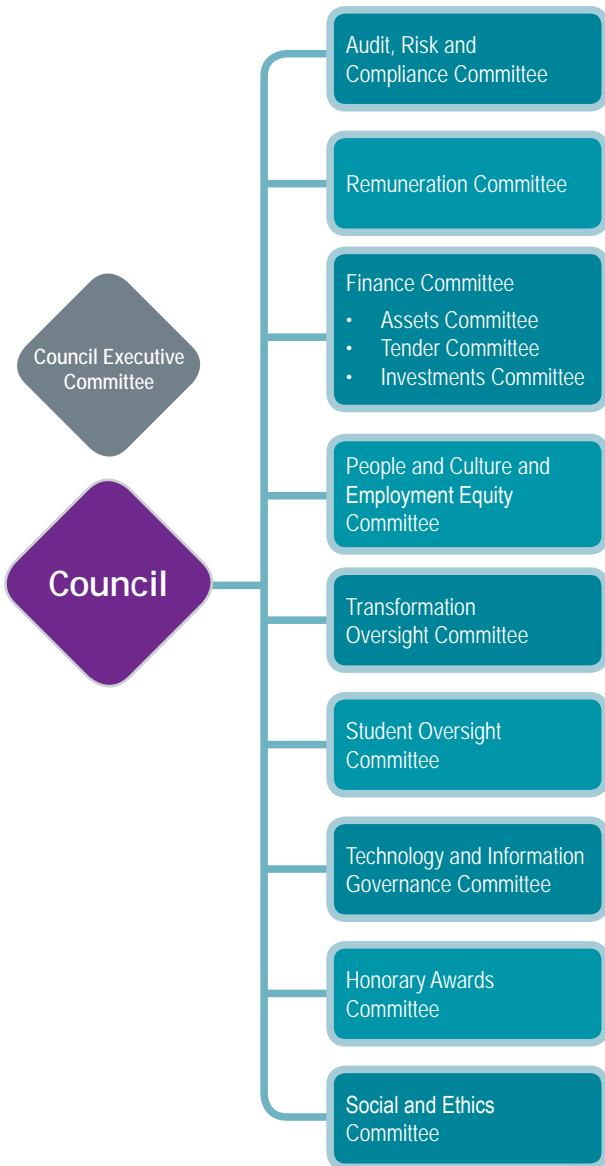 Audit, Risk and
Compliance Committee
Remuneration Committee
Finance Committee
• Assets Committee
• Tender Committee
• Investments Committee
Council Executive
Committee
People and Culture and
Employment Equity
Committee
Council
Transformation
Oversight Committee
Student Oversight
Committee
Technology and Information
Governance Committee
Honorary Awards
Committee
Social and Ethics
Committee